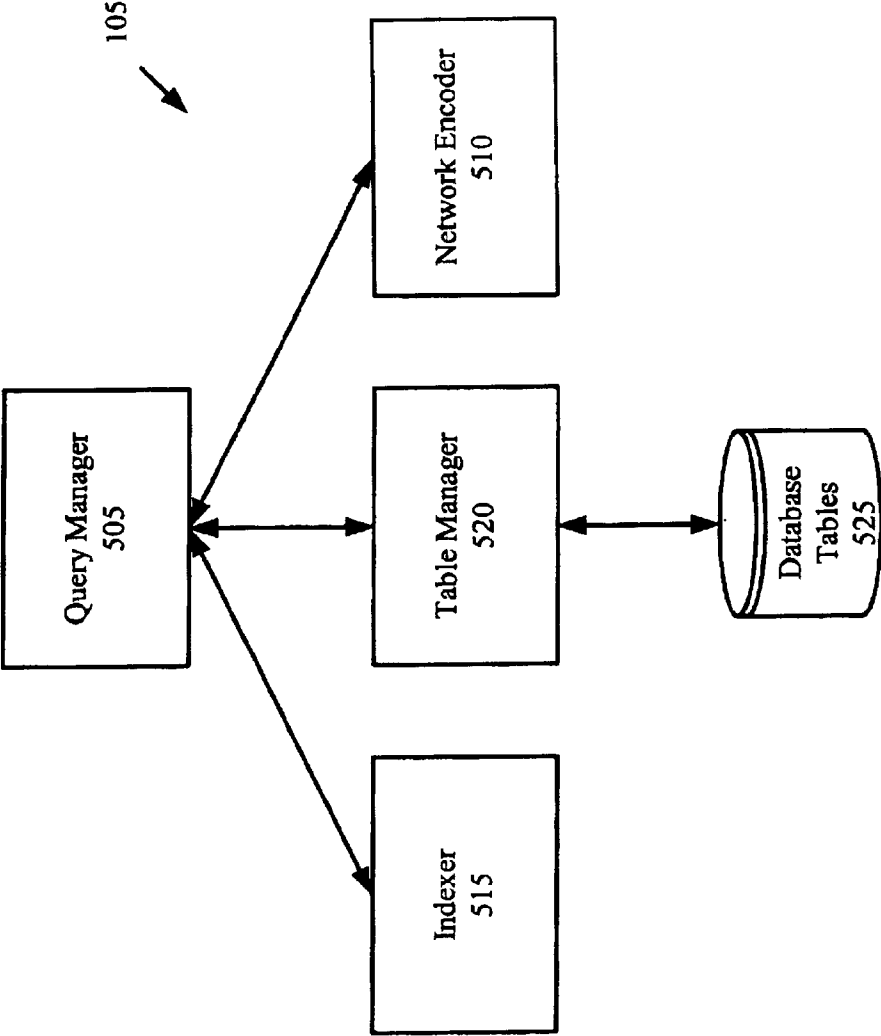 105
Query Manager
505
Network Encoder
510
Table Manager
520
Indexer
515
Database
Tables
525